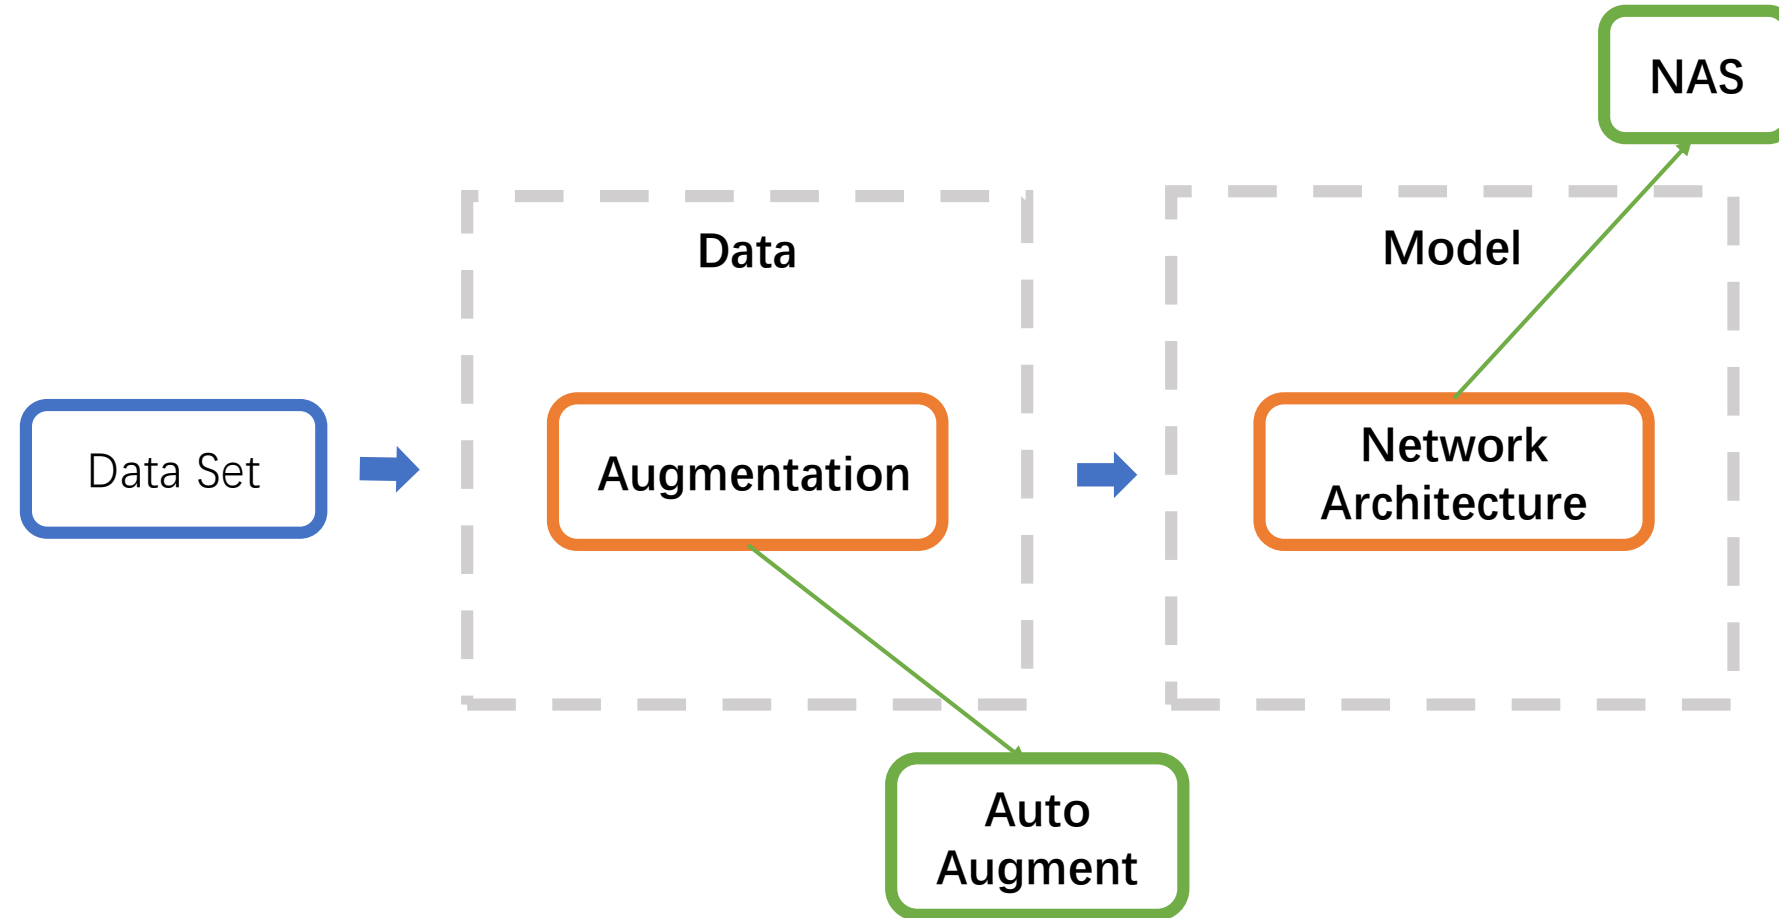 NAS
Data
Model
Data Set
Augmentation
Network
Architecture
Auto
Augment